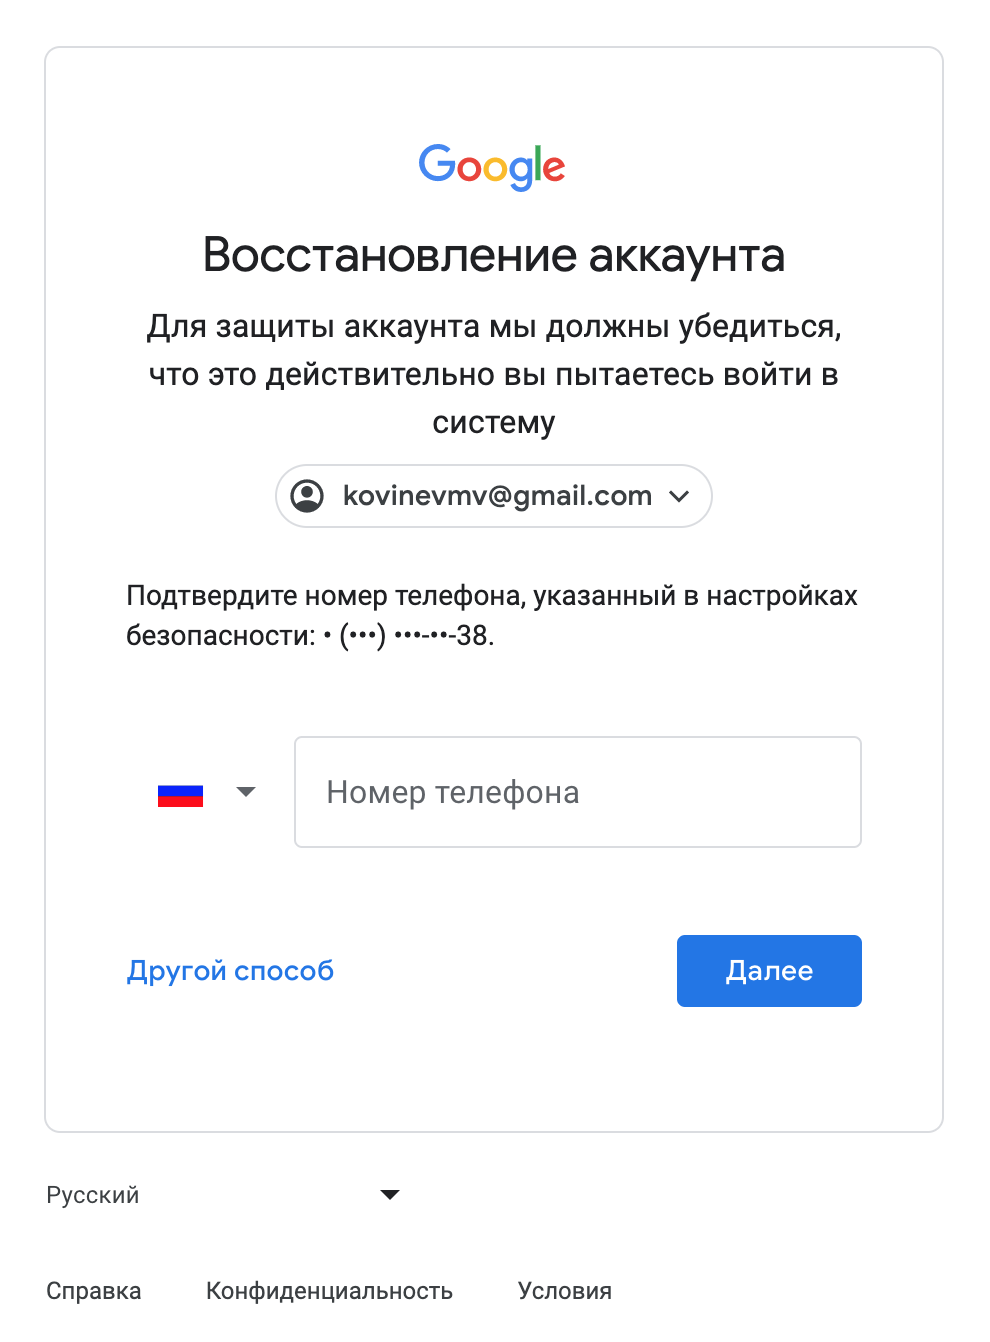 Google
Восстановление аккаунта
Для защиты аккаунта мы должны убедиться,
что это действительно вы пытаетесь войти в
систему
kovinevmv@gmail.com
Подтвердите номер телефона, указанный в настройках
безопасности: • (•••) •••-••-38.
Номер телефона
Другой способ
Далее
Русский
Справка Конфиденциальность Условия